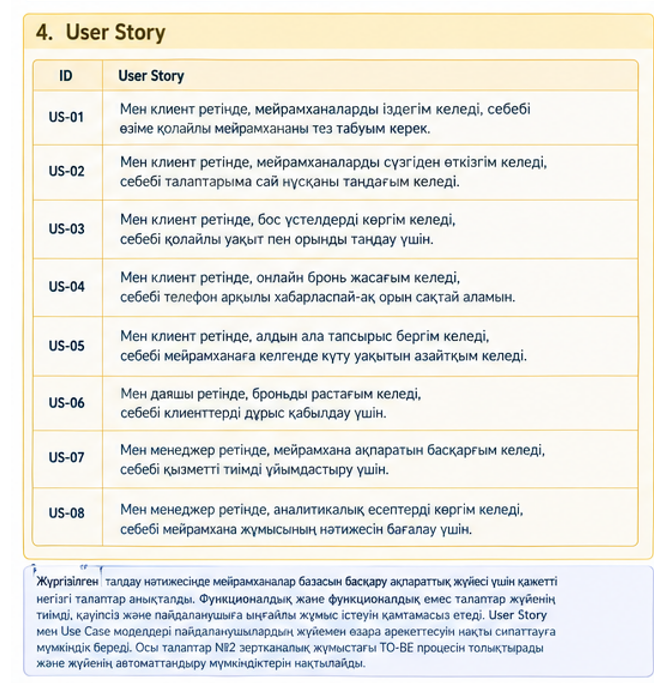 4. User Story
ID User Story
US-01 Мен клиент ретінде, мейрамханаларды іздегім келеді, себебі
өзіме қолайлы мейрамхананы тез табуым керек.
US-02 Мен клиент ретінде, мейрамханаларды сүзгіден өткізгім келеді,
себебі талаптарыма сай нұсқаны таңдағым келеді.
US-03 Мен клиент ретінде, бос үстелдерді көргім келеді,
себебі қолайлы уақыт пен орынды таңдау үшін.
US-04 Мен клиент ретінде, онлайн бронь жасағым келеді,
себебі телефон арқылы хабарласпай-ақ орын сақтай аламын.
US-05 Мен клиент ретінде, алдын ала тапсырыс бергім келеді,
себебі мейрамханаға келгенде күту уақытын азайтқым келеді.
US-06 Мен даяшы ретінде, броньды растағым келеді,
себебі клиенттерді дұрыс қабылдау үшін.
US-07 Мен менеджер ретінде, мейрамхана ақпаратын басқарғым келеді,
себебі қызметті тиімді ұйымдастыру үшін.
US-08 Мен менеджер ретінде, аналитикалық есептерді көргім келеді,
себебі мейрамхана жұмысының нәтижесін бағалау үшін.
Жүргізілген талдау нәтижесінде мейрамханалар базасын басқару ақпараттық жүйесі үшін қажетті
негізгі талаптар анықталды. Функционалдық және функционалдық емес талаптар жүйенің
тиімді, қауіпсіз және пайдаланушыға ыңғайлы жұмыс істеуін қамтамасыз етеді. User Story
мен Use Case модельдері пайдаланушылардың жүйемен өзара әрекеттесуін нақты сипаттауға
мүмкіндік береді. Осы талаптар №2 зертханалық жұмыстағы TO-BE процесін толықтырады
және жүйенің автоматтандыру мүмкіндіктерін нақтылайды.